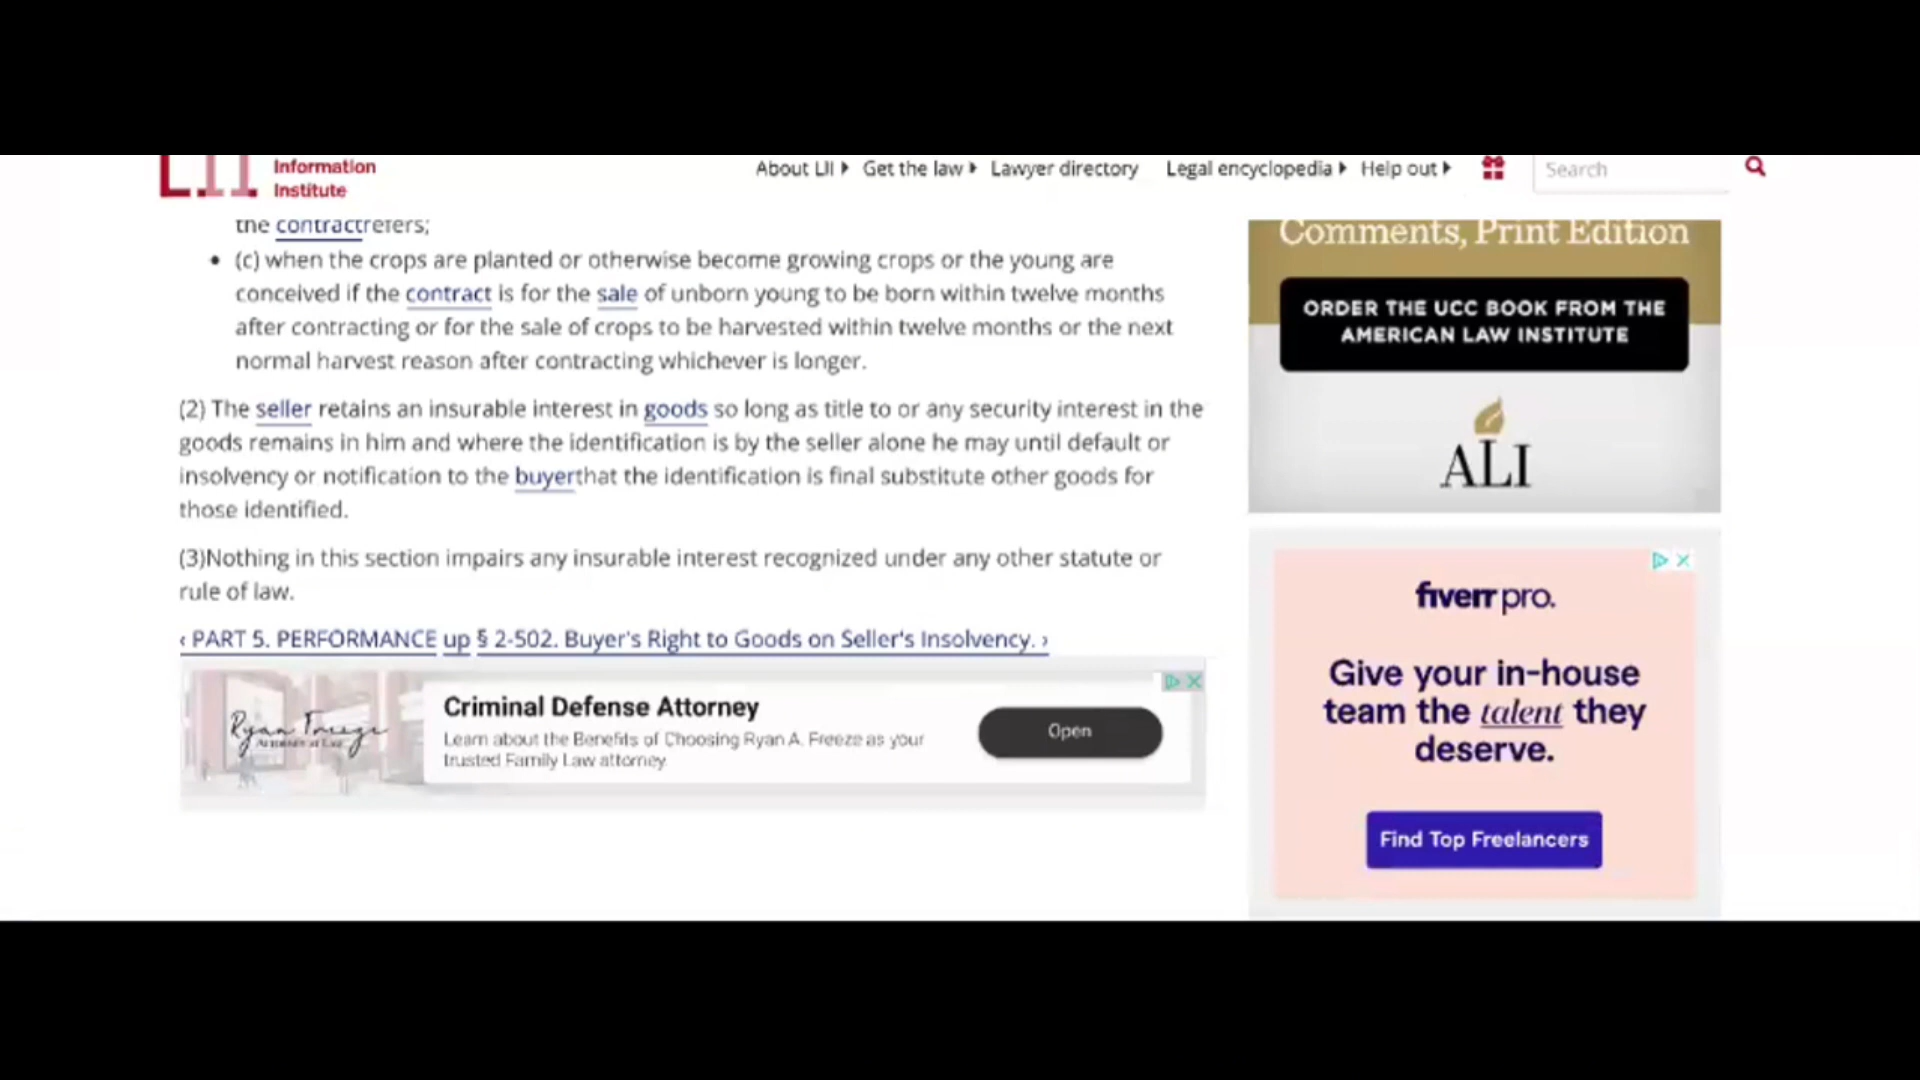 LII
Information
Institute
About LII
Get the law
Lawyer directory
Legal encyclopedia
Help out
Search
the contractrefers;
• (c) when the crops are planted or otherwise become growing crops or the young are
conceived if the contract is for the sale of unborn young to be born within twelve months
after contracting or for the sale of crops to be harvested within twelve months or the next
normal harvest reason after contracting whichever is longer.
(2) The seller retains an insurable interest in goods so long as title to or any security interest in the
goods remains in him and where the identification is by the seller alone he may until default or
insolvency or notification to the buyerthat the identification is final substitute other goods for
those identified.
(3)Nothing in this section impairs any insurable interest recognized under any other statute or
rule of law.
‹ PART 5. PERFORMANCE up § 2-502. Buyer's Right to Goods on Seller's Insolvency. ›
Ryan Freeze
ATTORNEY AT LAW
Criminal Defense Attorney
Learn about the Benefits of Choosing Ryan A. Freeze as your
trusted Family Law attorney
Open
Comments, Print Edition
ORDER THE UCC BOOK FROM THE
AMERICAN LAW INSTITUTE
ALI
fiverr pro.
Give your in-house
team the talent they
deserve.
Find Top Freelancers